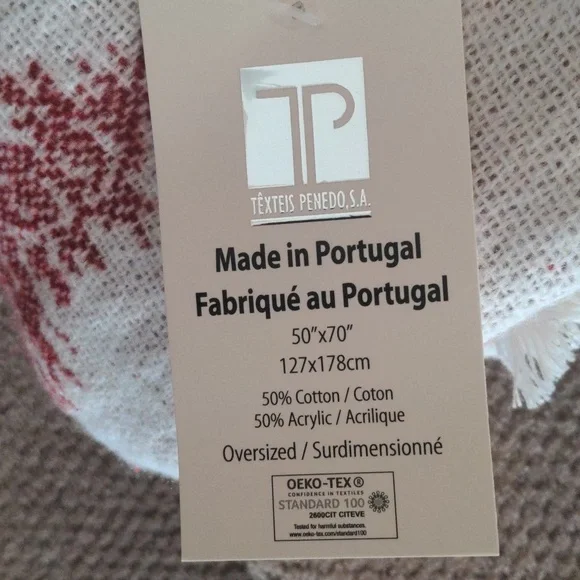 TP
TÊXTEIS PENEDO, S.A.
Made in Portugal
Fabriqué au Portugal
50”x70”
127x178cm
50% Cotton / Coton
50% Acrylic / Acrilique
Oversized / Surdimensionné
OEKO-TEX ®
CONFIDENCE IN TEXTILES
STANDARD 100
2600CIT CITEVE
Tested for harmful substances.
www.oeko-tex.com/standard100